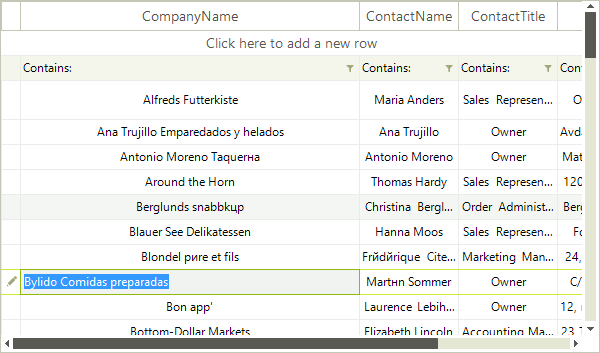 CompanyName ContactName ContactTitle
Click here to add a new row
Contains: Contains: Contains: Con
Alfreds Futterkiste Maria Anders Sales Represen... O
Ana Trujillo Emparedados y helados Ana Trujillo Owner Avd
Antonio Moreno Taquerнa Antonio Moreno Owner Mat
Around the Horn Thomas Hardy Sales Represen... 120
Berglunds snabbkцp Christina Bergl... Order Administ... Berg
Blauer See Delikatessen Hanna Moos Sales Represen... Fo
Blondel pиre et fils Frйdйrique Cite... Marketing Man... 24,
Bуlido Comidas preparadas Martнn Sommer Owner C/
Bon app' Laurence Lebih... Owner 12,
Bottom-Dollar Markets Elizabeth Lincoln Accounting Ma... 23